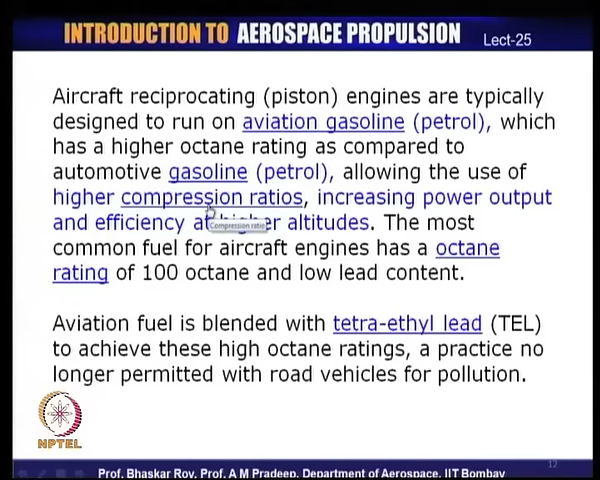 INTRODUCTION TO AEROSPACE PROPULSION Lect-25
Aircraft reciprocating (piston) engines are typically
designed to run on aviation gasoline (petrol), which
has a higher octane rating as compared to
automotive gasoline (petrol), allowing the use of
higher compression ratios, increasing power output
and efficiency at higher altitudes. The most
Compression ratio
common fuel for aircraft engines has a octane
rating of 100 octane and low lead content.
Aviation fuel is blended with tetra-ethyl lead (TEL)
to achieve these high octane ratings, a practice no
longer permitted with road vehicles for pollution.
NPTEL
12
Prof. Bhaskar Roy, Prof. A M Pradeep, Department of Aerospace, IIT Bombay